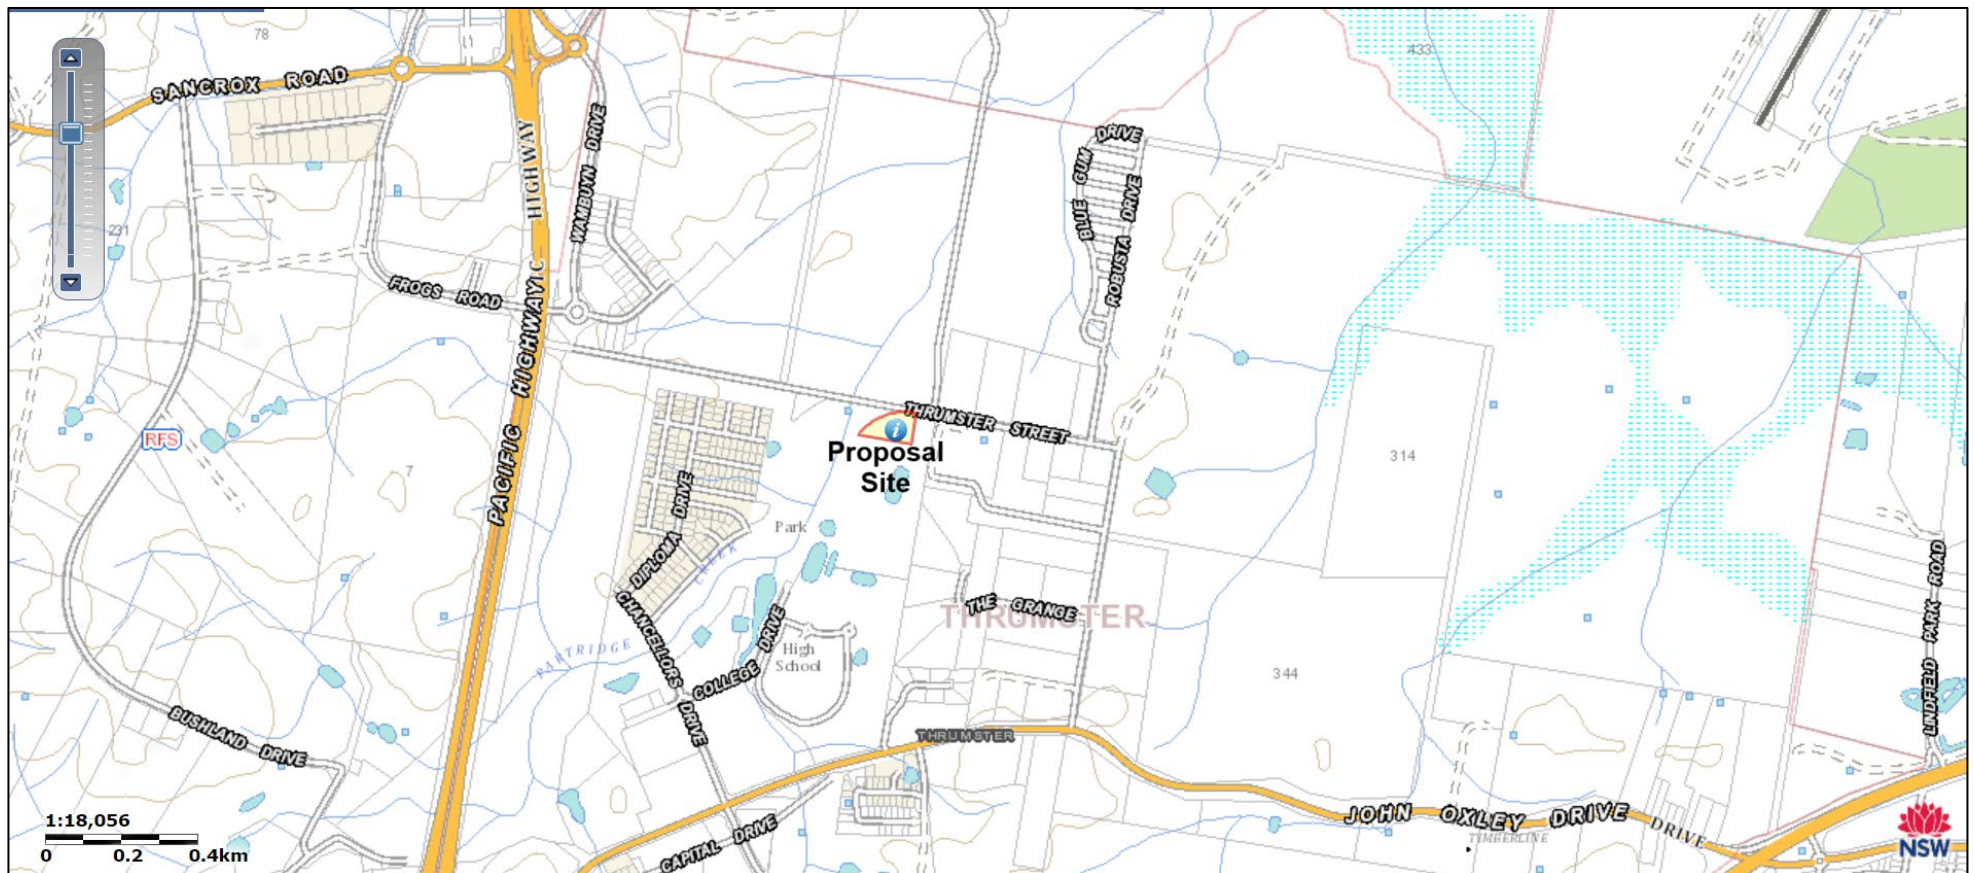 78
433
SANCROX ROAD
HIGHWAY
WAMBUYN DRIVE
DRIVE
BLUE GUM
ROBUSTA DRIVE
231
FROGS ROAD
PACIFIC HIGHWAY
THRUMSTER STREET
RFS
i
Proposal
Site
7
314
DIPLOMA DRIVE
Park
CREEK
PARTRIDGE
CHANCELLORS DRIVE
COLLEGE DRIVE
High
School
THE GRANGE
THRUMSTER
344
LINDFIELD PARK ROAD
BUSHLAND DRIVE
THRUMSTER
JOHN OXLEY DRIVE
DRIVE
TIMBERLINE
CAPITAL DRIVE
1:18,056
0 0.2 0.4km
NSW